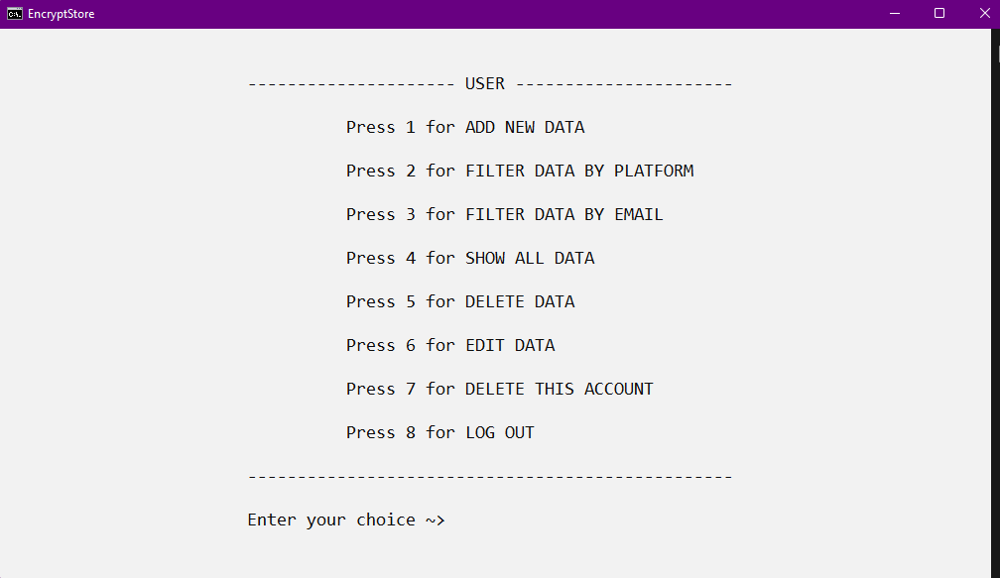 EncryptStore
--------------------- USER ----------------------
Press 1 for ADD NEW DATA
Press 2 for FILTER DATA BY PLATFORM
Press 3 for FILTER DATA BY EMAIL
Press 4 for SHOW ALL DATA
Press 5 for DELETE DATA
Press 6 for EDIT DATA
Press 7 for DELETE THIS ACCOUNT
Press 8 for LOG OUT
-------------------------------------------------
Enter your choice ~>